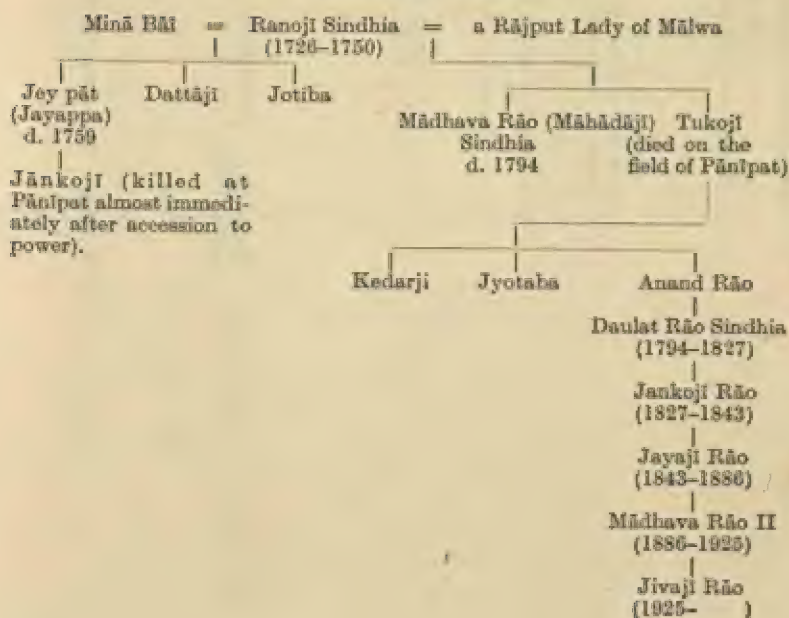 Minā Bāī = Ranojī Sindhia = a Rājput Lady of Mālwa
(1726–1750)
Jey pāt Dattājī Jotiba
(Jayappa)
d. 1759
Mādhava Rāo (Māhādājī) Tukojī
Sindhia (died on the
d. 1794 field of Pānīpat)
Jānkojī (killed at
Pānīpat almost immedi-
ately after accession to
power).
Kedarji Jyotaba Anand Rāo
Daulat Rāo Sindhia
(1794–1827)
Jankojī Rāo
(1827–1843)
Jayajī Rāo
(1843–1886)
Mādhava Rāo II
(1886–1925)
Jivajī Rāo
(1925– )